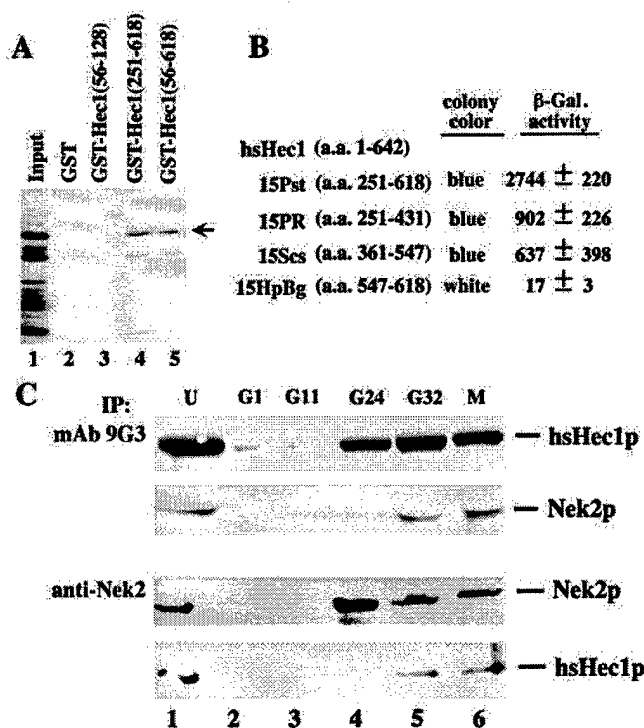 A
Input
GST
GST-Hec1(56-128)
GST-Hec1(251-618)
GST-Hec1(56-618)
1 2 3 4 5
B
colony color β-Gal. activity
hsHec1 (a.a. 1-642)
15Pst (a.a. 251-618) blue 2744 ± 220
15PR (a.a. 251-431) blue 902 ± 226
15Scs (a.a. 361-547) blue 637 ± 398
15HpBg (a.a. 547-618) white 17 ± 3
C
IP: U G1 G11 G24 G32 M
mAb 9G3 hsHec1p
Nek2p
anti-Nek2 Nek2p
hsHec1p
1 2 3 4 5 6